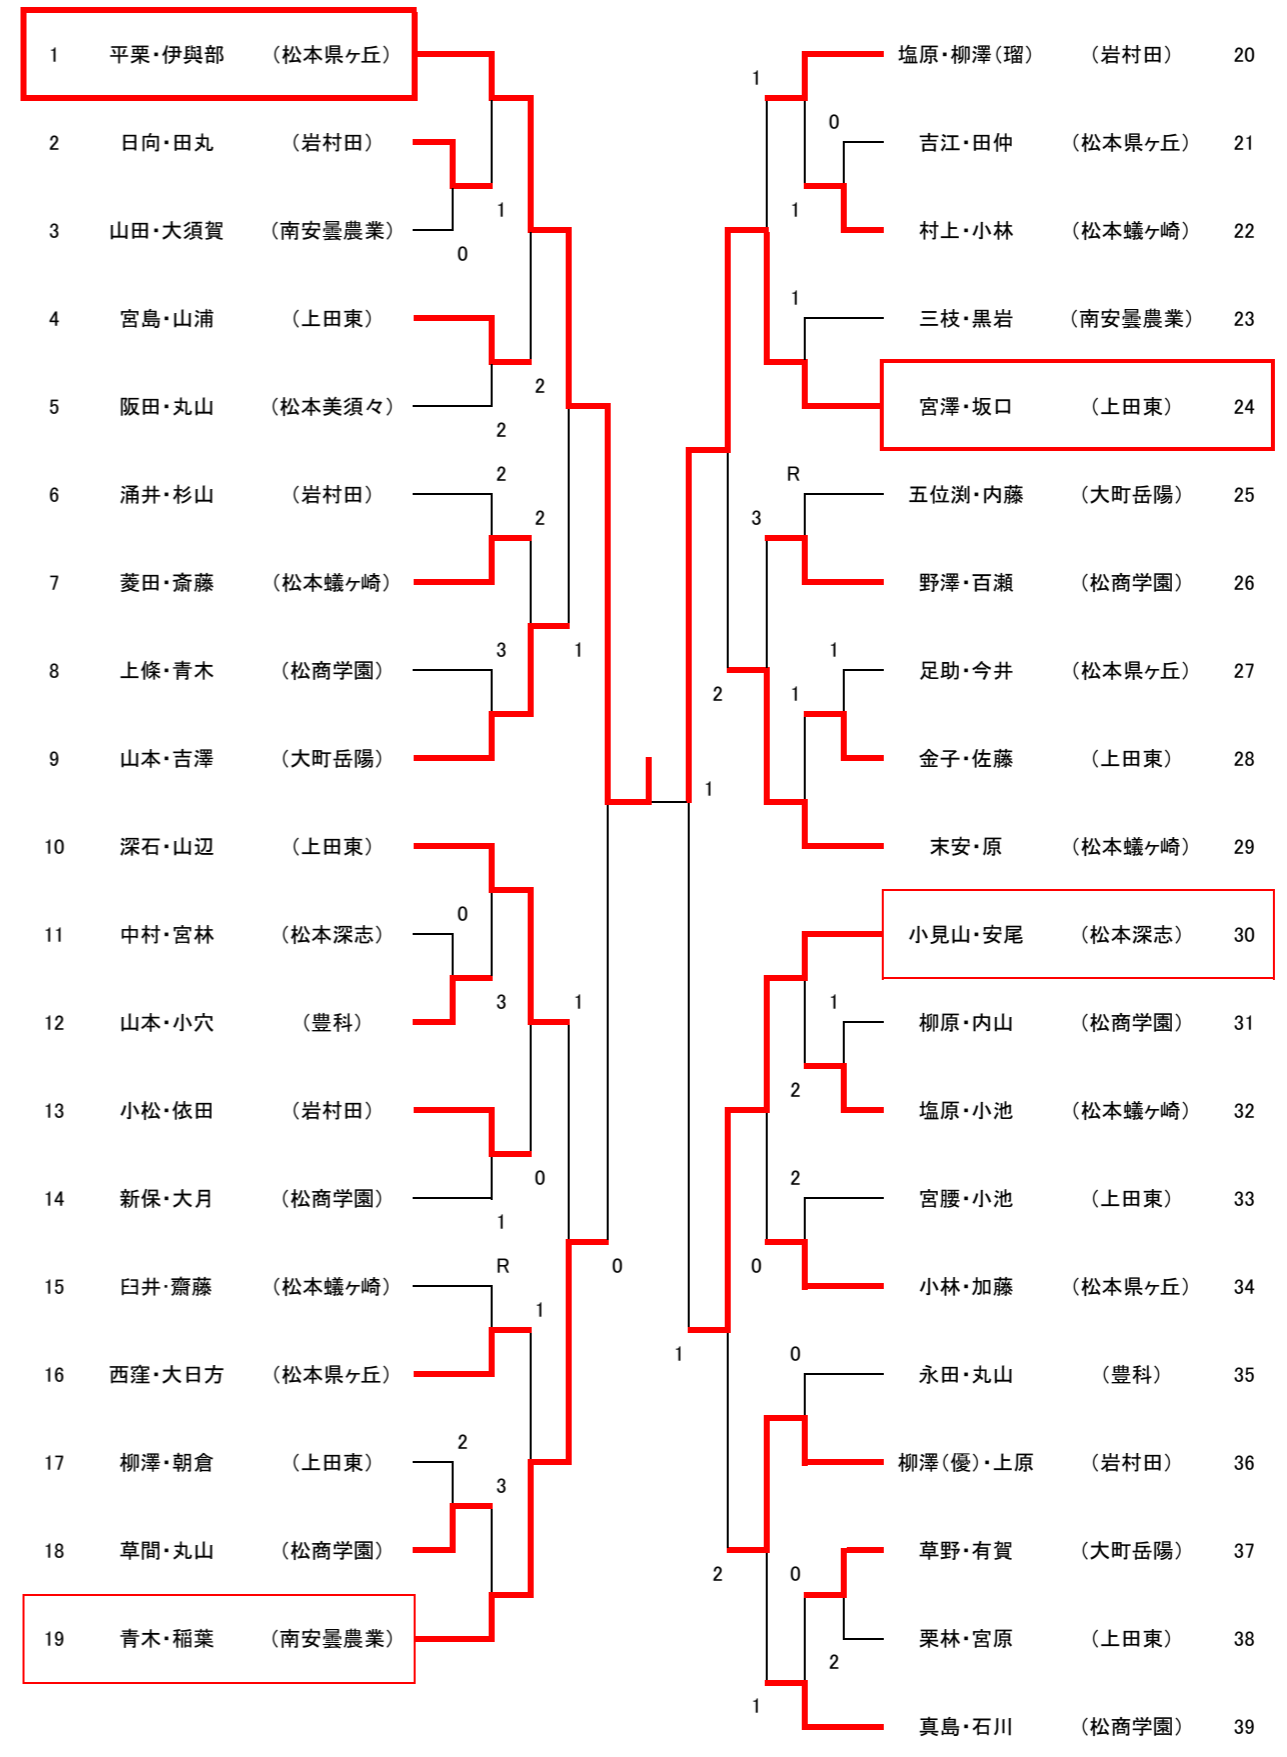 1 平栗・伊與部 （松本県ヶ丘）
2 日向・田丸 （岩村田）
1
3 山田・大須賀 （南安曇農業）
0
4 宮島・山浦 （上田東）
2
5 阪田・丸山 （松本美須々）
2
2
6 涌井・杉山 （岩村田）
2
7 菱田・斎藤 （松本蟻ヶ崎）
3
1
8 上條・青木 （松商学園）
9 山本・吉澤 （大町岳陽）
10 深石・山辺 （上田東）
0
11 中村・宮林 （松本深志）
3
1
12 山本・小穴 （豊科）
13 小松・依田 （岩村田）
0
14 新保・大月 （松商学園）
1
R
0
15 臼井・齋藤 （松本蟻ヶ崎）
1
16 西窪・大日方 （松本県ヶ丘）
2
17 柳澤・朝倉 （上田東）
3
18 草間・丸山 （松商学園）
19 青木・稲葉 （南安曇農業）
塩原・柳澤（瑠） （岩村田） 20
1
0
吉江・田仲 （松本県ヶ丘） 21
1
村上・小林 （松本蟻ヶ崎） 22
1
三枝・黒岩 （南安曇農業） 23
宮澤・坂口 （上田東） 24
R
五位渕・内藤 （大町岳陽） 25
3
野澤・百瀬 （松商学園） 26
1
足助・今井 （松本県ヶ丘） 27
2
1
金子・佐藤 （上田東） 28
1
末安・原 （松本蟻ヶ崎） 29
小見山・安尾 （松本深志） 30
1
柳原・内山 （松商学園） 31
2
塩原・小池 （松本蟻ヶ崎） 32
2
宮腰・小池 （上田東） 33
0
小林・加藤 （松本県ヶ丘） 34
1
0
永田・丸山 （豊科） 35
柳澤（優）・上原 （岩村田） 36
草野・有賀 （大町岳陽） 37
2
0
栗林・宮原 （上田東） 38
2
1
真島・石川 （松商学園） 39